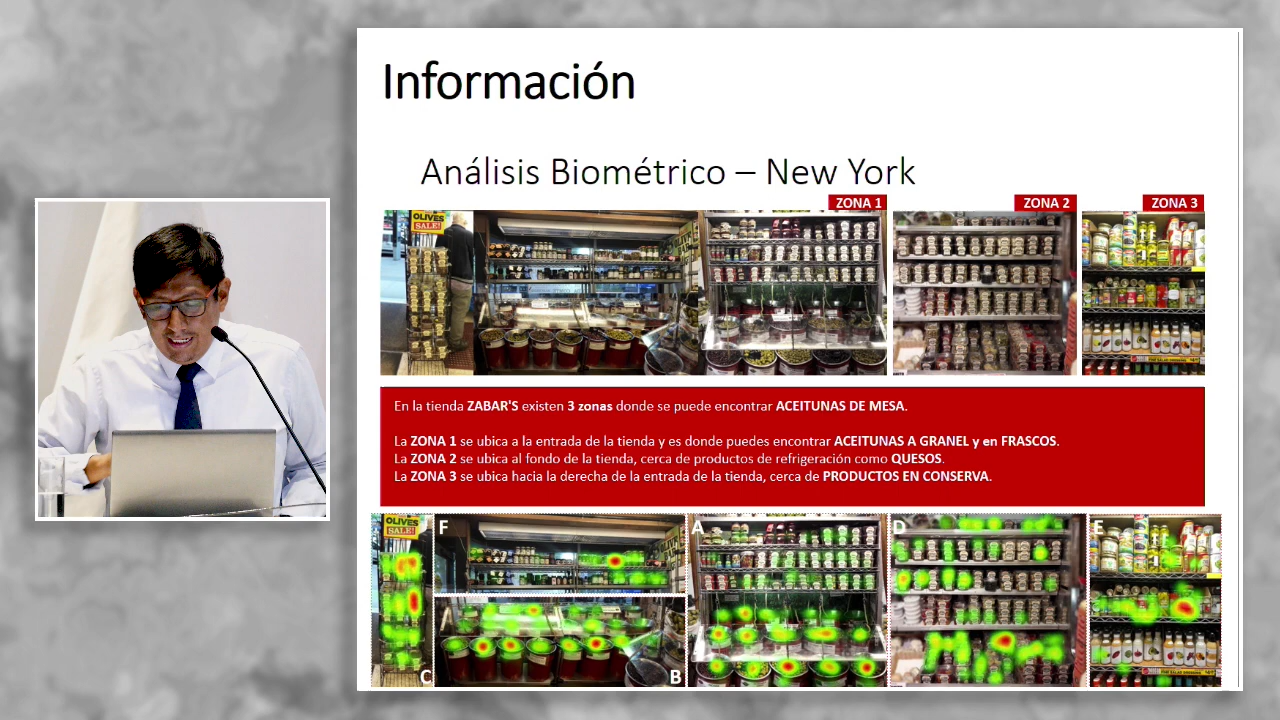 Información
Análisis Biométrico – New York
ZONA 1
ZONA 2
ZONA 3
OLIVES
SALE!
En la tienda ZABAR'S existen 3 zonas donde se puede encontrar ACEITUNAS DE MESA.
La ZONA 1 se ubica a la entrada de la tienda y es donde puedes encontrar ACEITUNAS A GRANEL y en FRASCOS.
La ZONA 2 se ubica al fondo de la tienda, cerca de productos de refrigeración como QUESOS.
La ZONA 3 se ubica hacia la derecha de la entrada de la tienda, cerca de PRODUCTOS EN CONSERVA.
OLIVES
SALE!
F
A
D
E
C
B